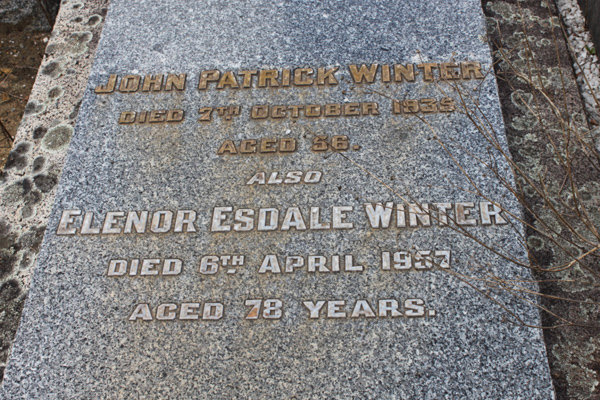 JOHN PATRICK WINTER
DIED 7TH OCTOBER 1935
AGED 56.
ALSO
ELENOR ESDALE WINTER
DIED 6TH APRIL 1957
AGED 78 YEARS.